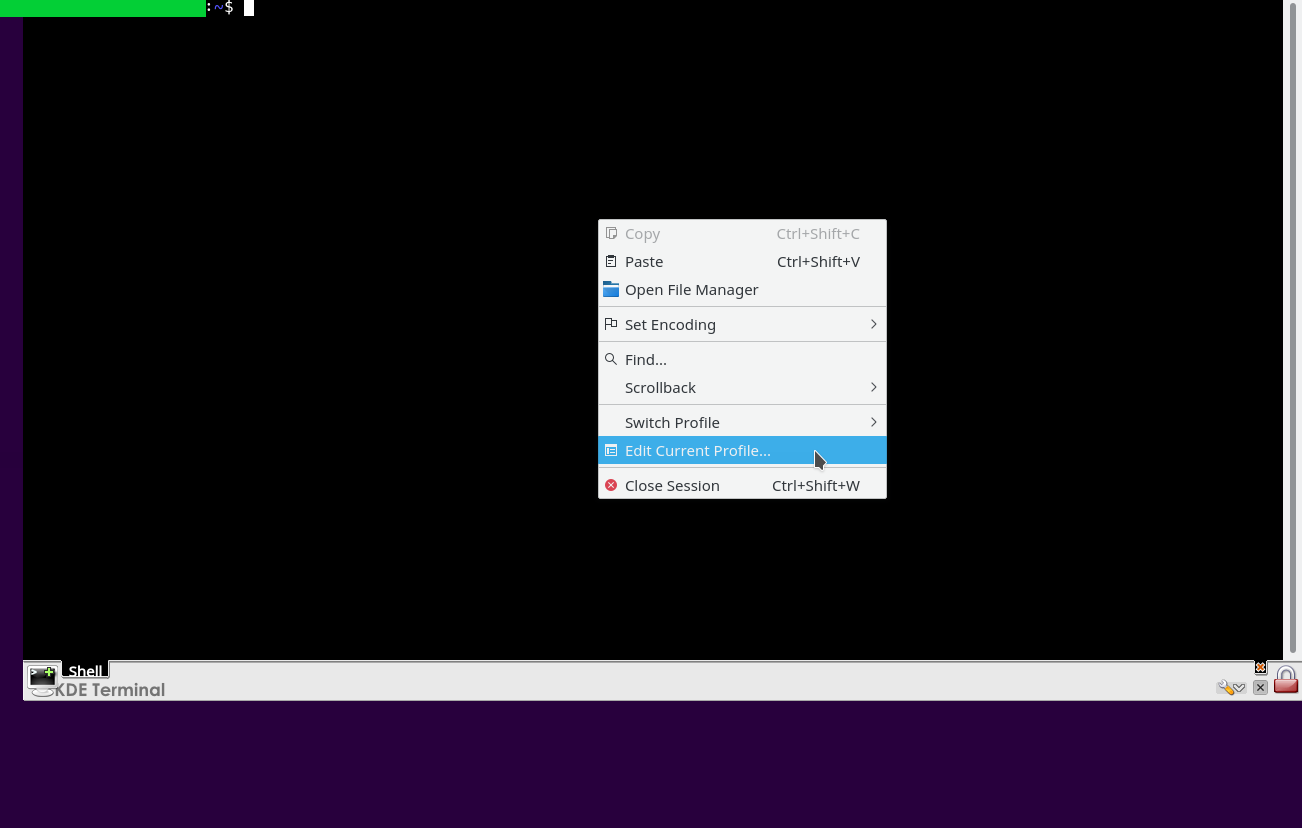 :~$
Copy Ctrl+Shift+C
Paste Ctrl+Shift+V
Open File Manager
Set Encoding
Find...
Scrollback
Switch Profile
Edit Current Profile...
Close Session Ctrl+Shift+W
Shell
KDE Terminal